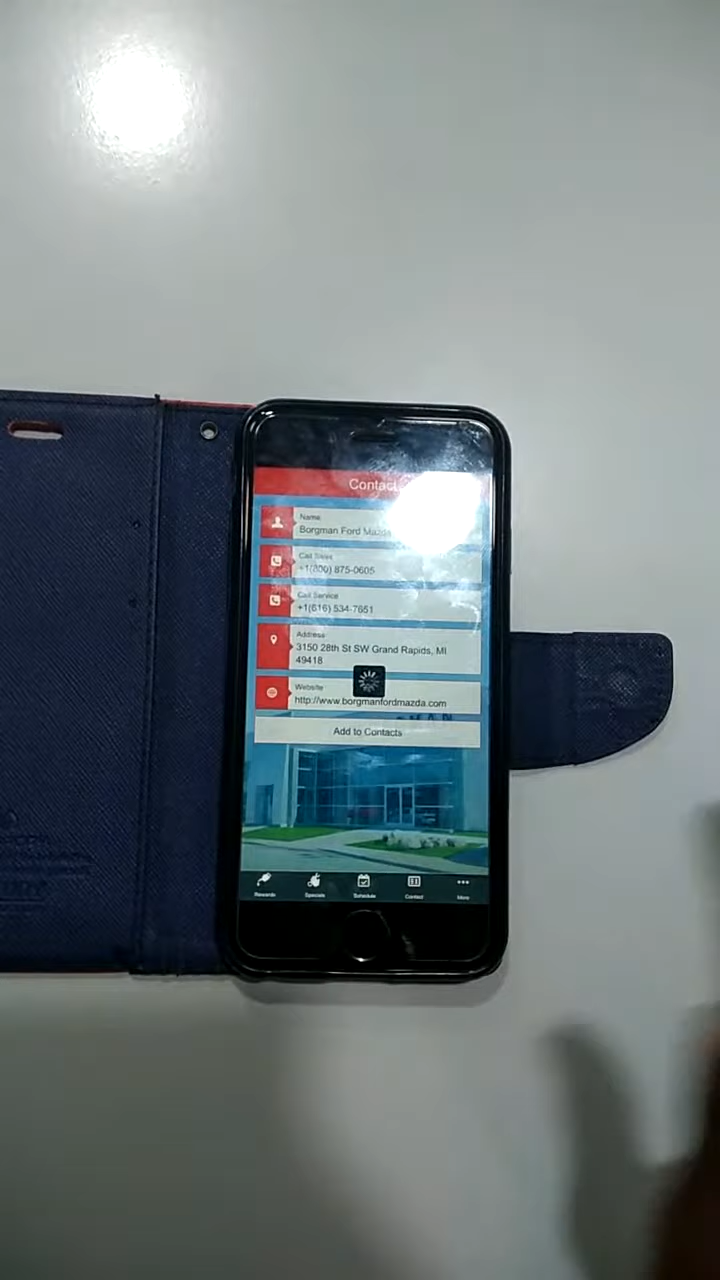 Contact
Name
Borgman Ford Mazda
Call Sales
+1(800) 875-0605
Call Service
+1(616) 534-7651
Address
3150 28th St SW Grand Rapids, MI
49418
Website
http://www.borgmanfordmazda.com
Add to Contacts
Rewards
Specials
Schedule
Contact
More